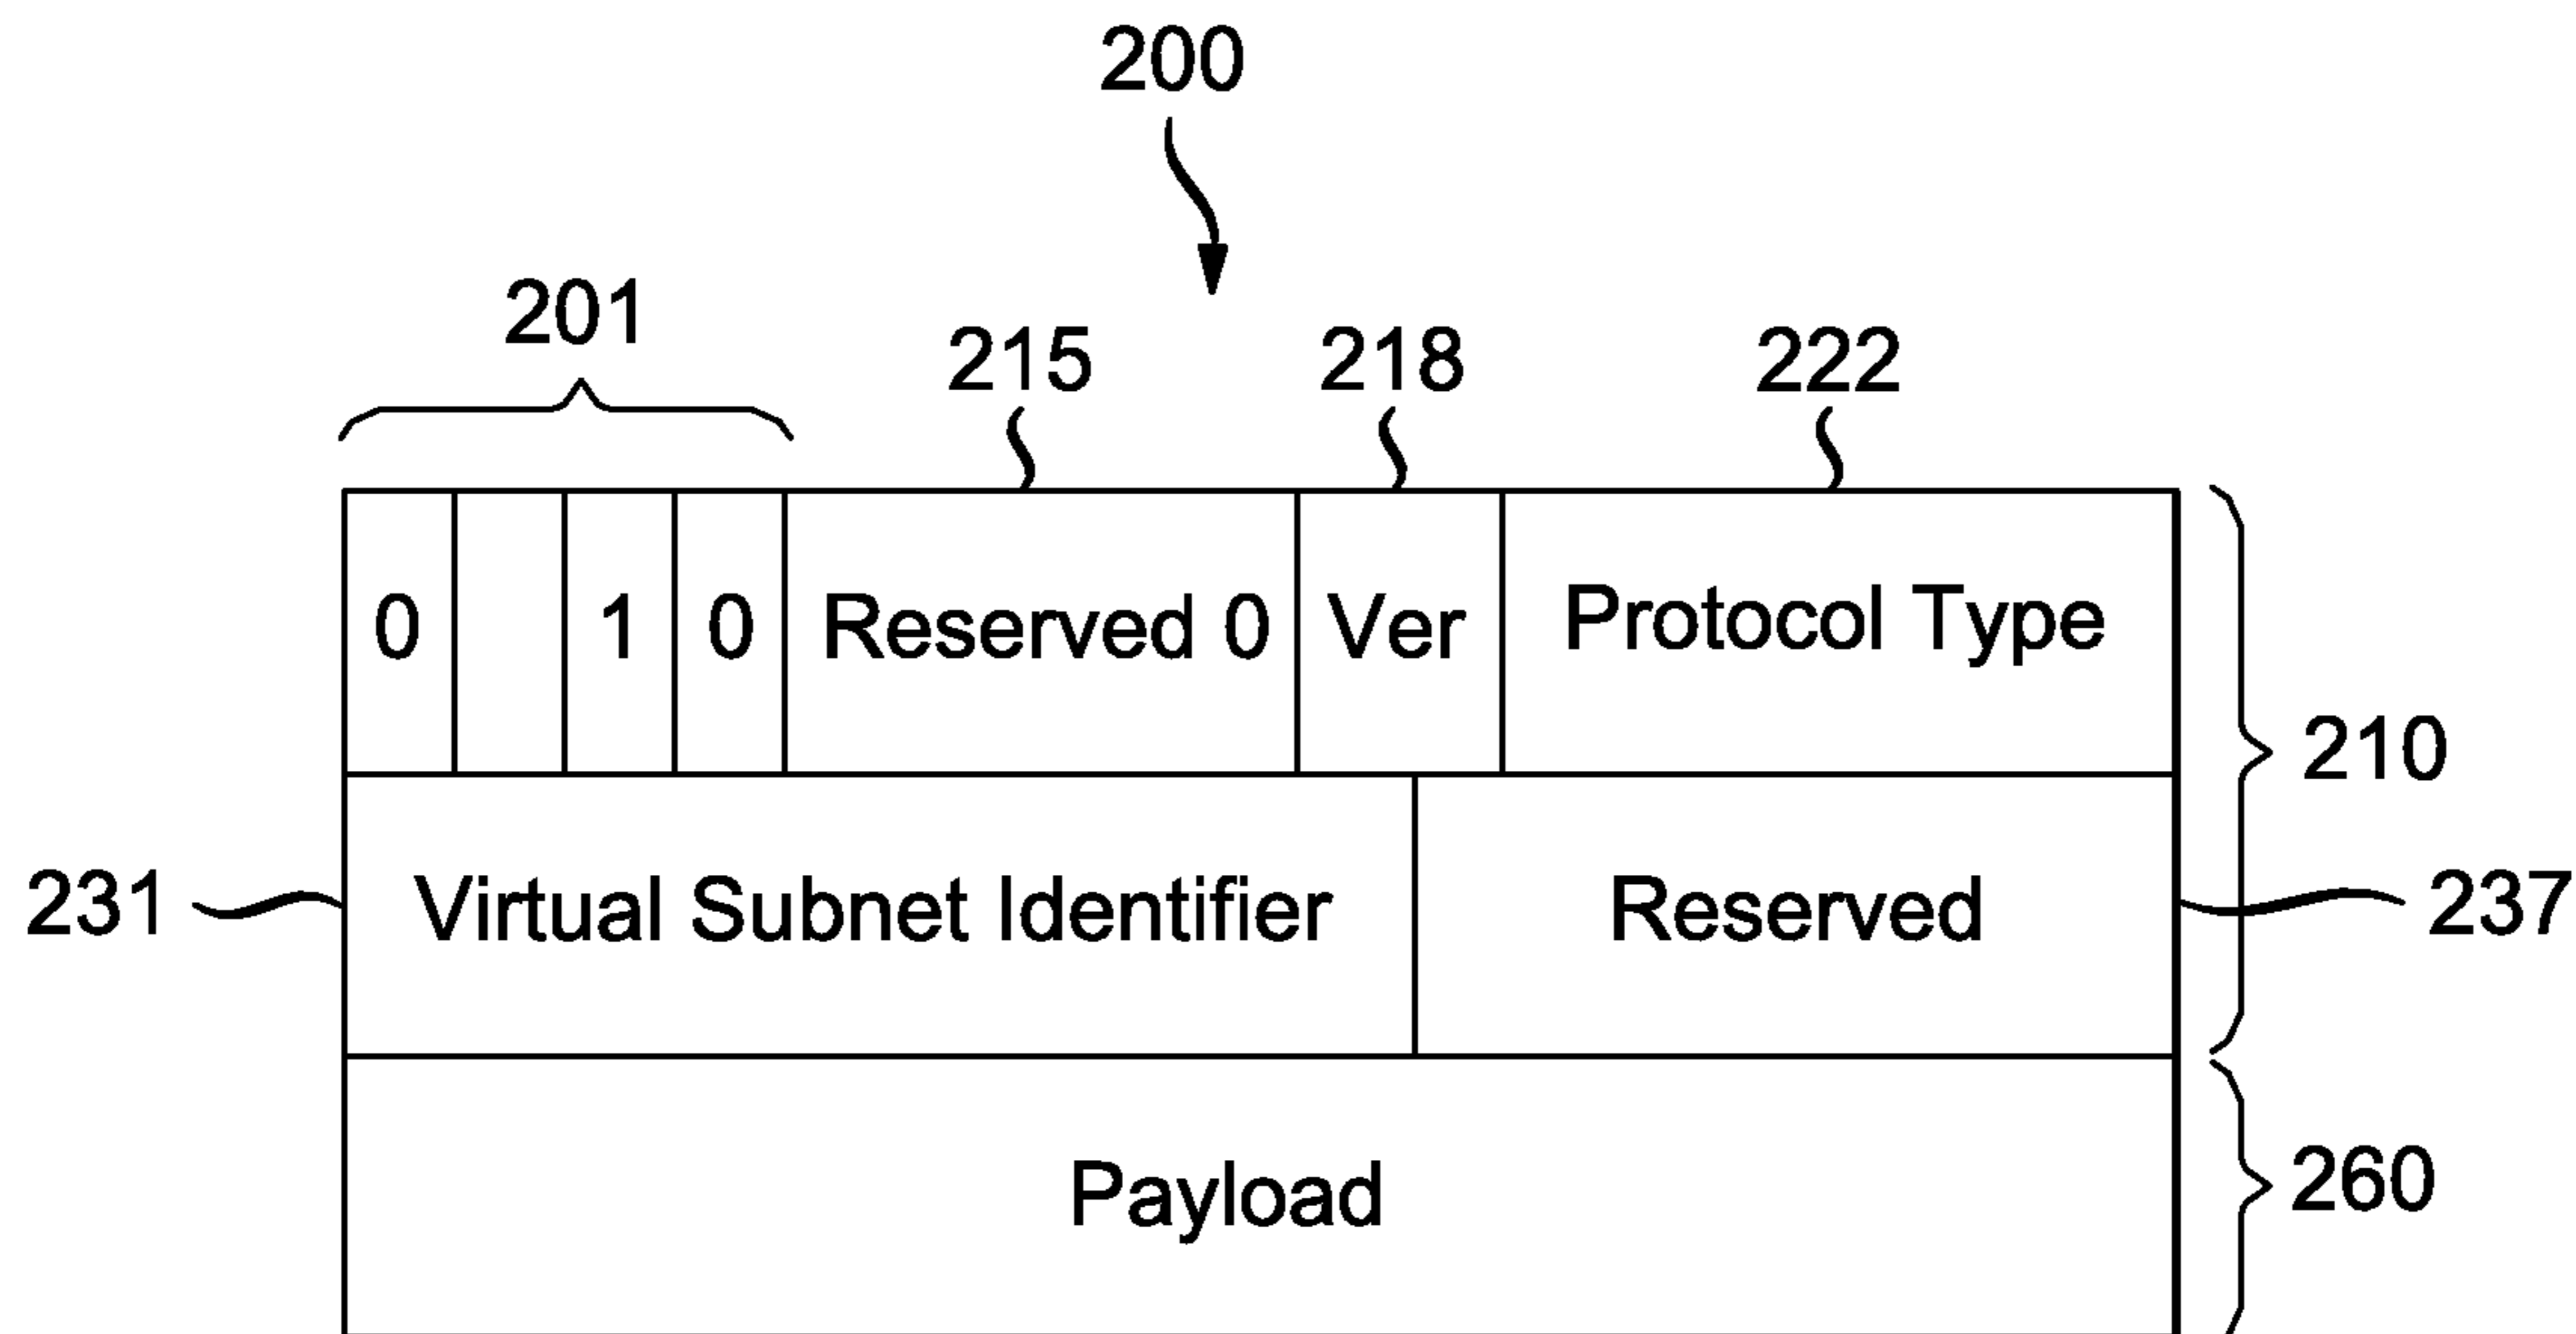 200
201
215 218 222
0 1 0 Reserved 0 Ver Protocol Type
210
231 Virtual Subnet Identifier Reserved 237
Payload 260